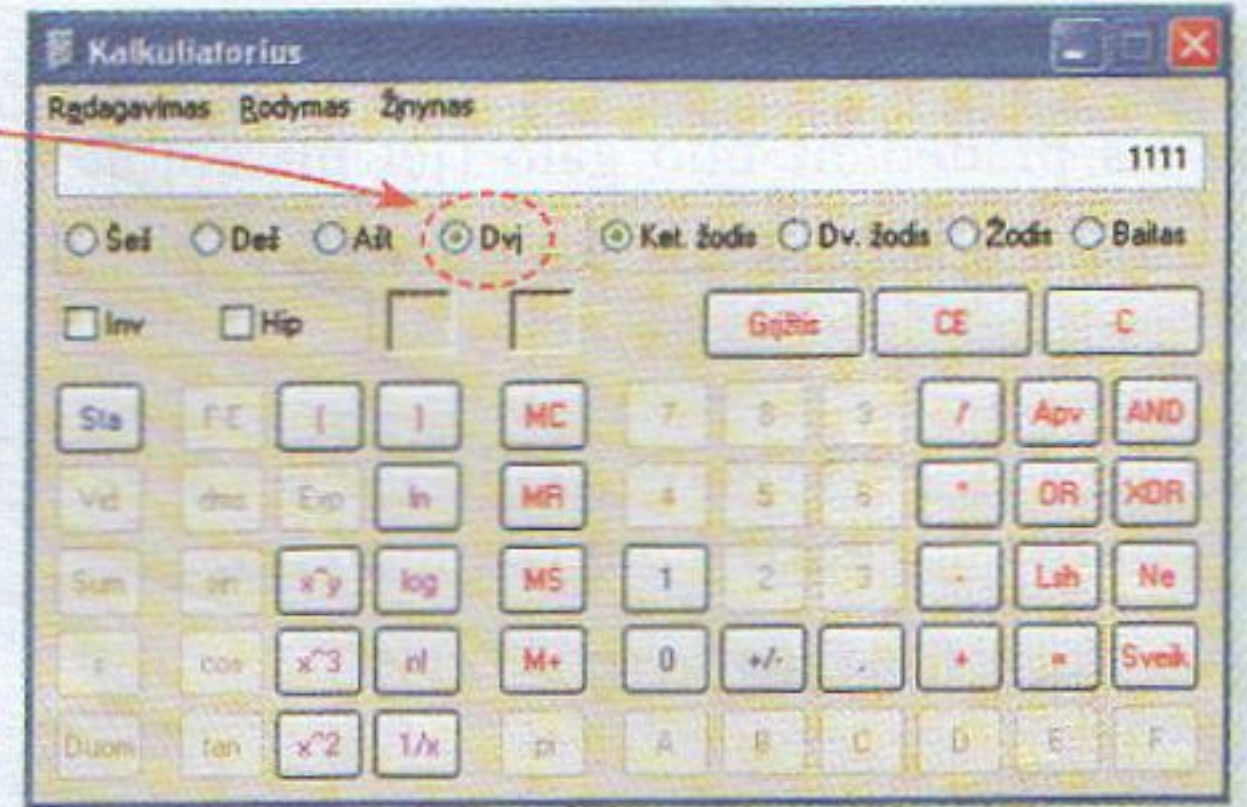 Kalkuliatorius
Redagavimas Rodymas Žinynas
1111
Šeš Deš Ašt Dvj Ket. žodis Dv. žodis Žodis Baitas
Inv Hip Grįžtis CE C
Sta F-E ( ) MC 7 8 9 / Apv AND
Vid dms Exp ln MR 4 5 6 * OR XOR
Sum sin x^y log MS 1 2 3 - Lsh Ne
s cos x^3 n! M+ 0 +/- , + = Sveik
Duom tan x^2 1/x pi A B C D E F